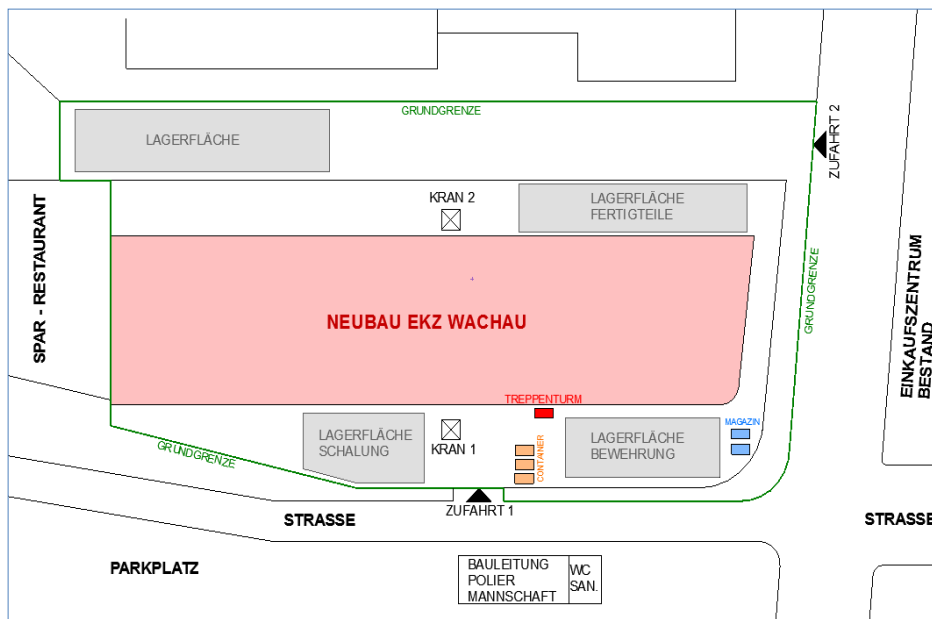 GRUNDGRENZE
ZUFAHRT 2
LAGERFLÄCHE
KRAN 2
LAGERFLÄCHE
FERTIGTEILE
SPAR - RESTAURANT
GRUNDGRENZE
EINKAUFSZENTRUM
BESTAND
NEUBAU EKZ WACHAU
TREPPENTURM
MAGAZIN
LAGERFLÄCHE
SCHALUNG
KRAN 1
CONTAINER
LAGERFLÄCHE
BEWEHRUNG
GRUNDGRENZE
ZUFAHRT 1
STRASSE
STRASSE
PARKPLATZ
BAULEITUNG
POLIER
MANNSCHAFT
WC
SAN.